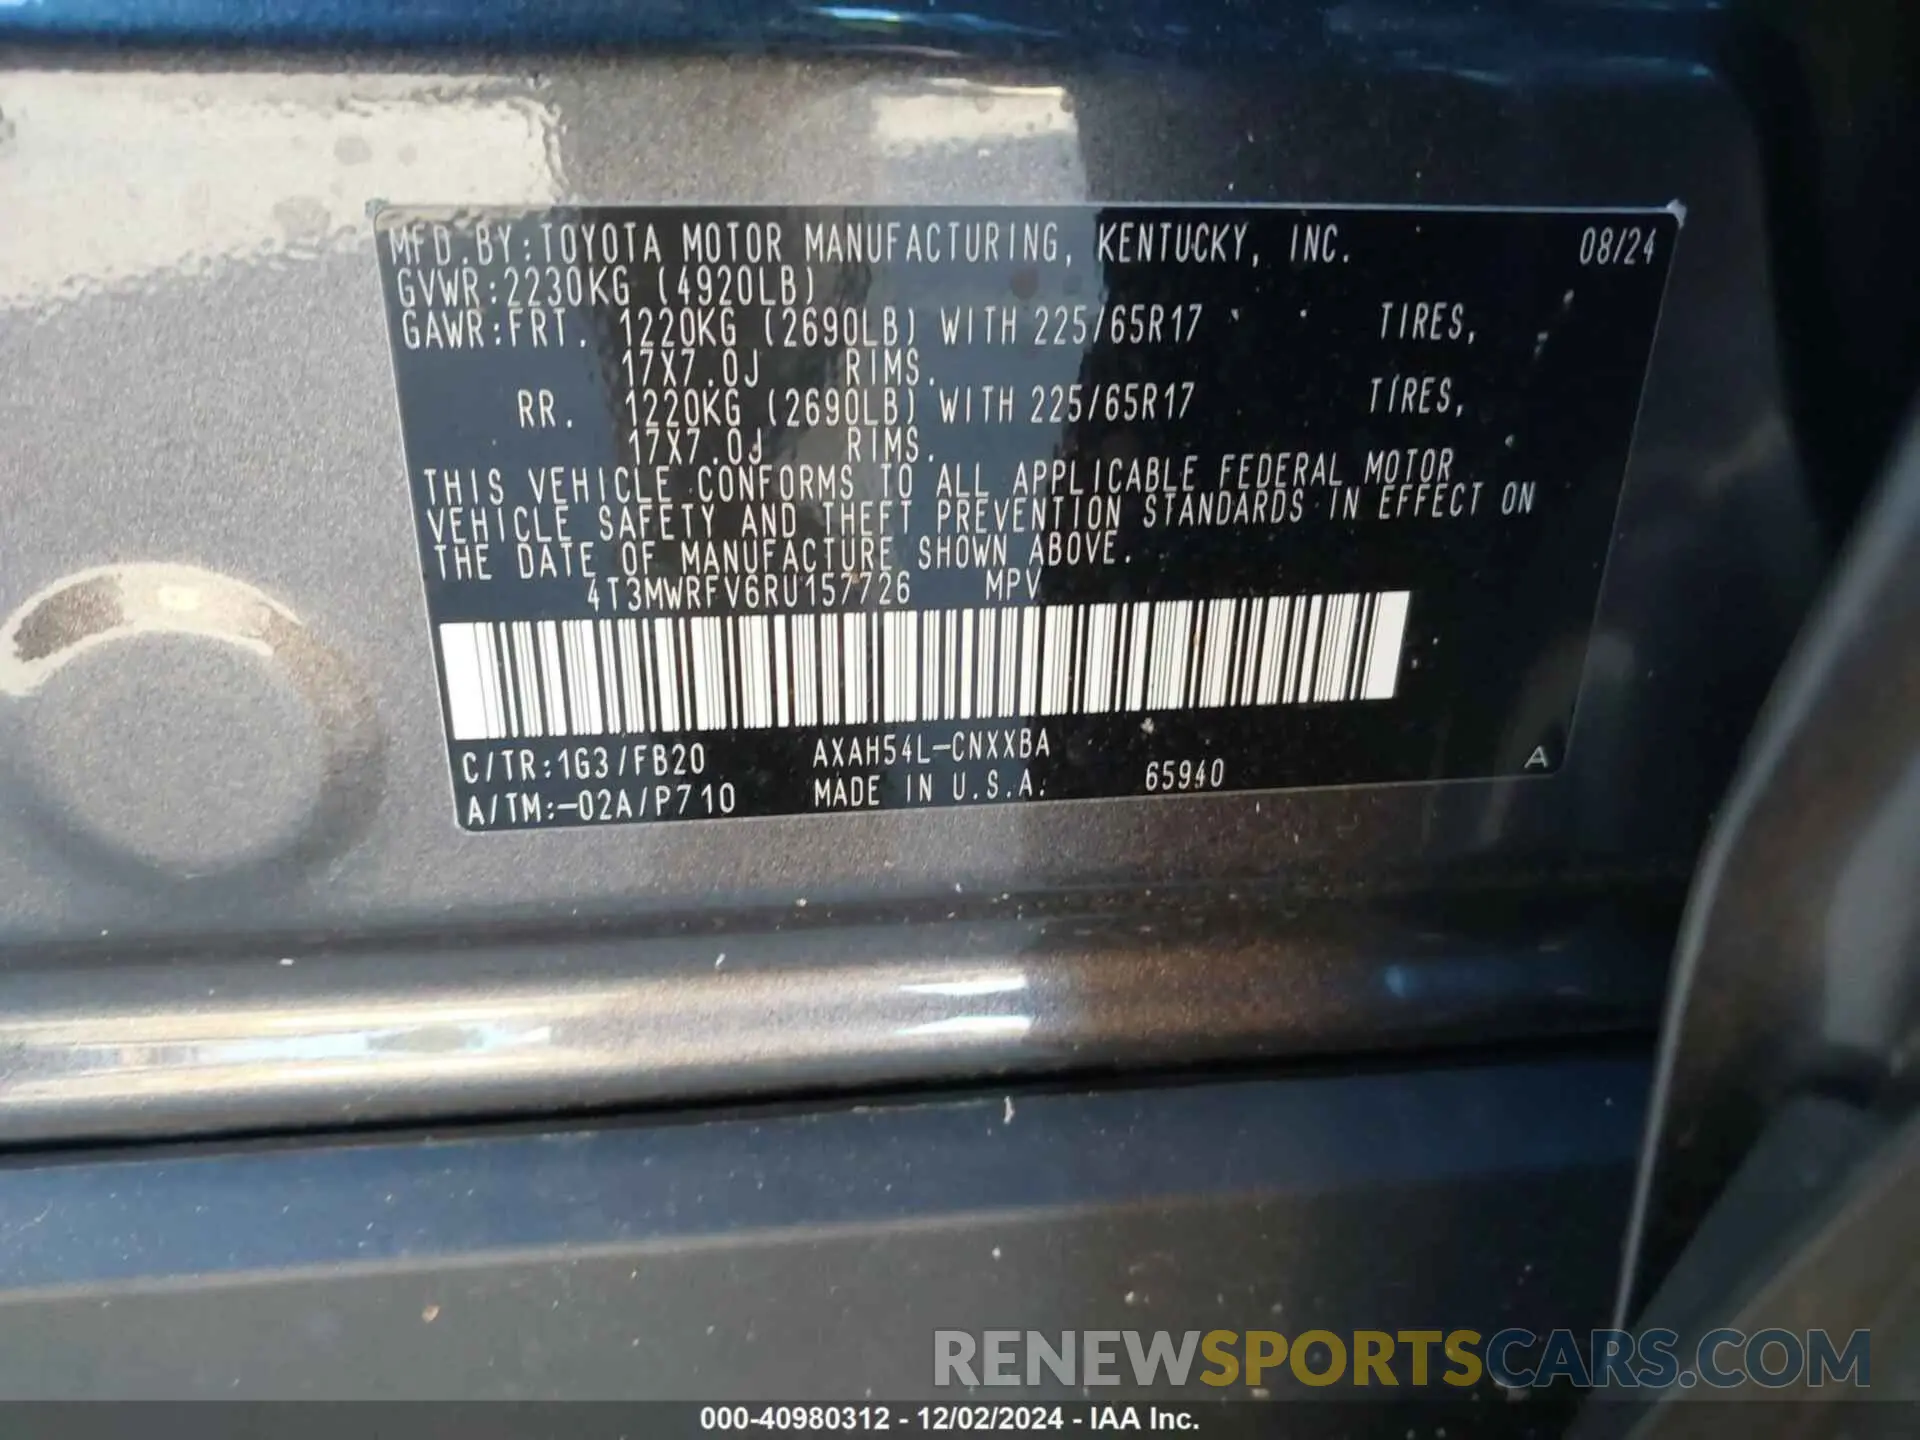 MFD.BY:TOYOTA MOTOR MANUFACTURING, KENTUCKY, INC. 08/24
GVWR:2230KG (4920LB)
GAWR:FRT. 1220KG (2690LB) WITH 225/65R17 TIRES,
17X7.0J RIMS.
RR. 1220KG (2690LB) WITH 225/65R17 TIRES,
17X7.0J RIMS.
THIS VEHICLE CONFORMS TO ALL APPLICABLE FEDERAL MOTOR
VEHICLE SAFETY AND THEFT PREVENTION STANDARDS IN EFFECT ON
THE DATE OF MANUFACTURE SHOWN ABOVE.
4T3MWRFV6RU157726 MPV
C/TR:1G3/FB20 AXAH54L-CNXXBA
A/TM:-02A/P710 MADE IN U.S.A. 65940 A
RENEWSPORTSCARS.COM
000-40980312 - 12/02/2024 - IAA Inc.